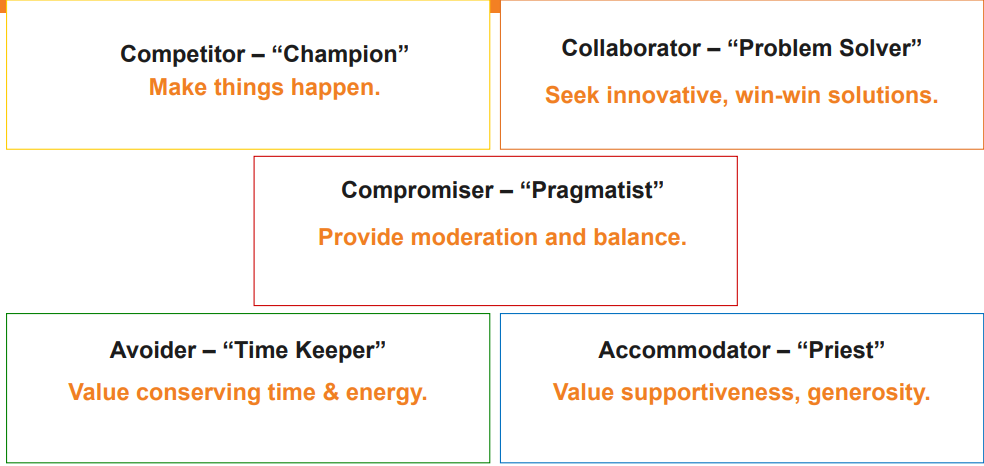 Competitor – “Champion”
Make things happen.
Collaborator – “Problem Solver”
Seek innovative, win-win solutions.
Compromiser – “Pragmatist”
Provide moderation and balance.
Avoider – “Time Keeper”
Value conserving time & energy.
Accommodator – “Priest”
Value supportiveness, generosity.